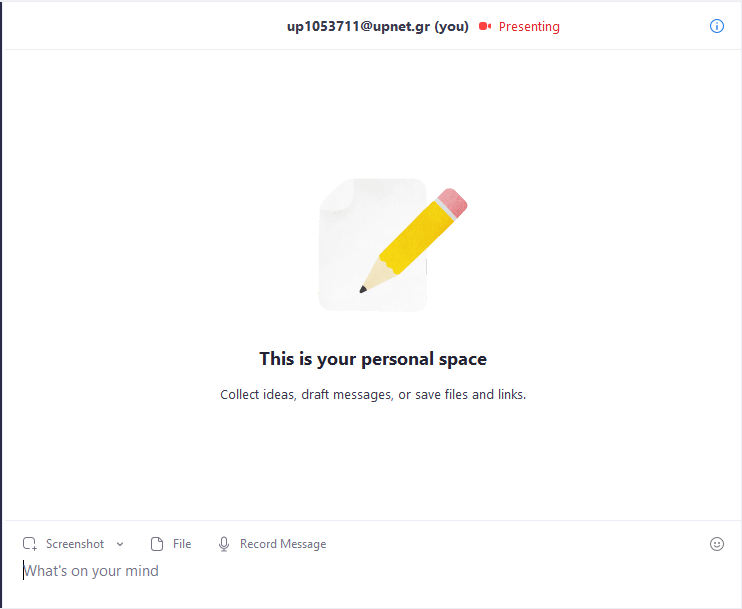 up1053711@upnet.gr (you) Presenting
This is your personal space
Collect ideas, draft messages, or save files and links.
Screenshot File Record Message
What's on your mind